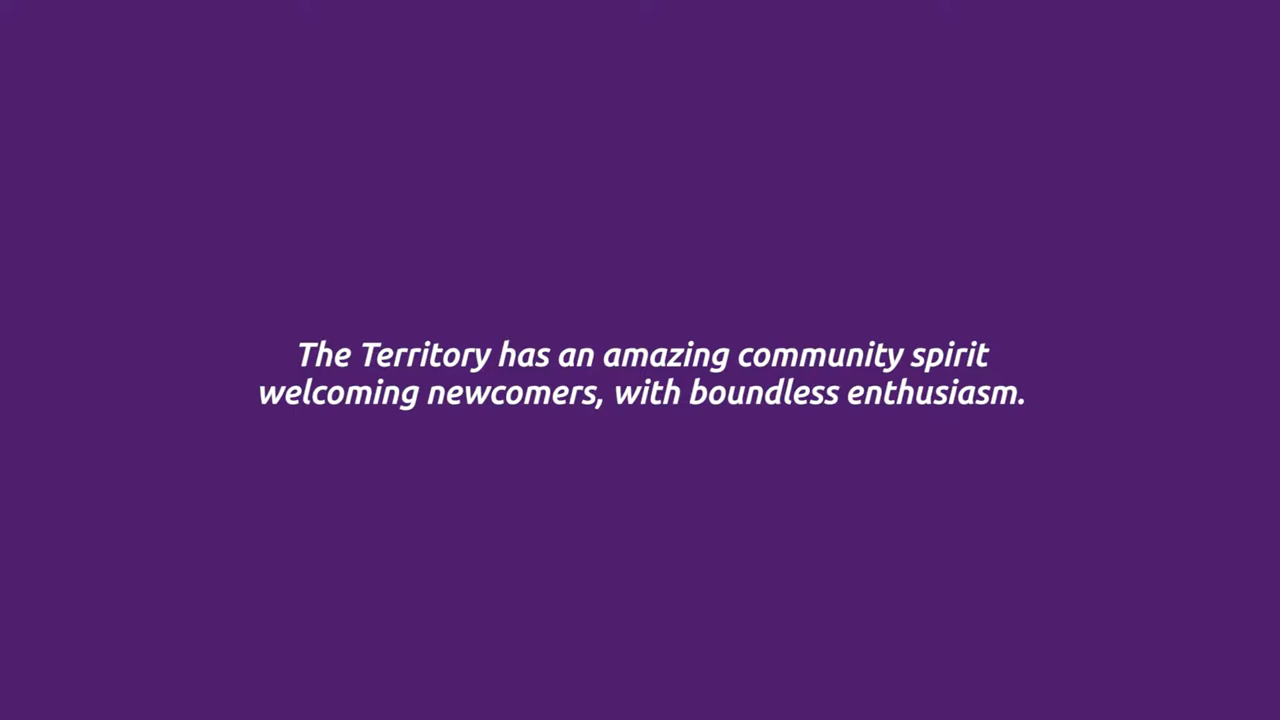 The Territory has an amazing community spirit
welcoming newcomers, with boundless enthusiasm.